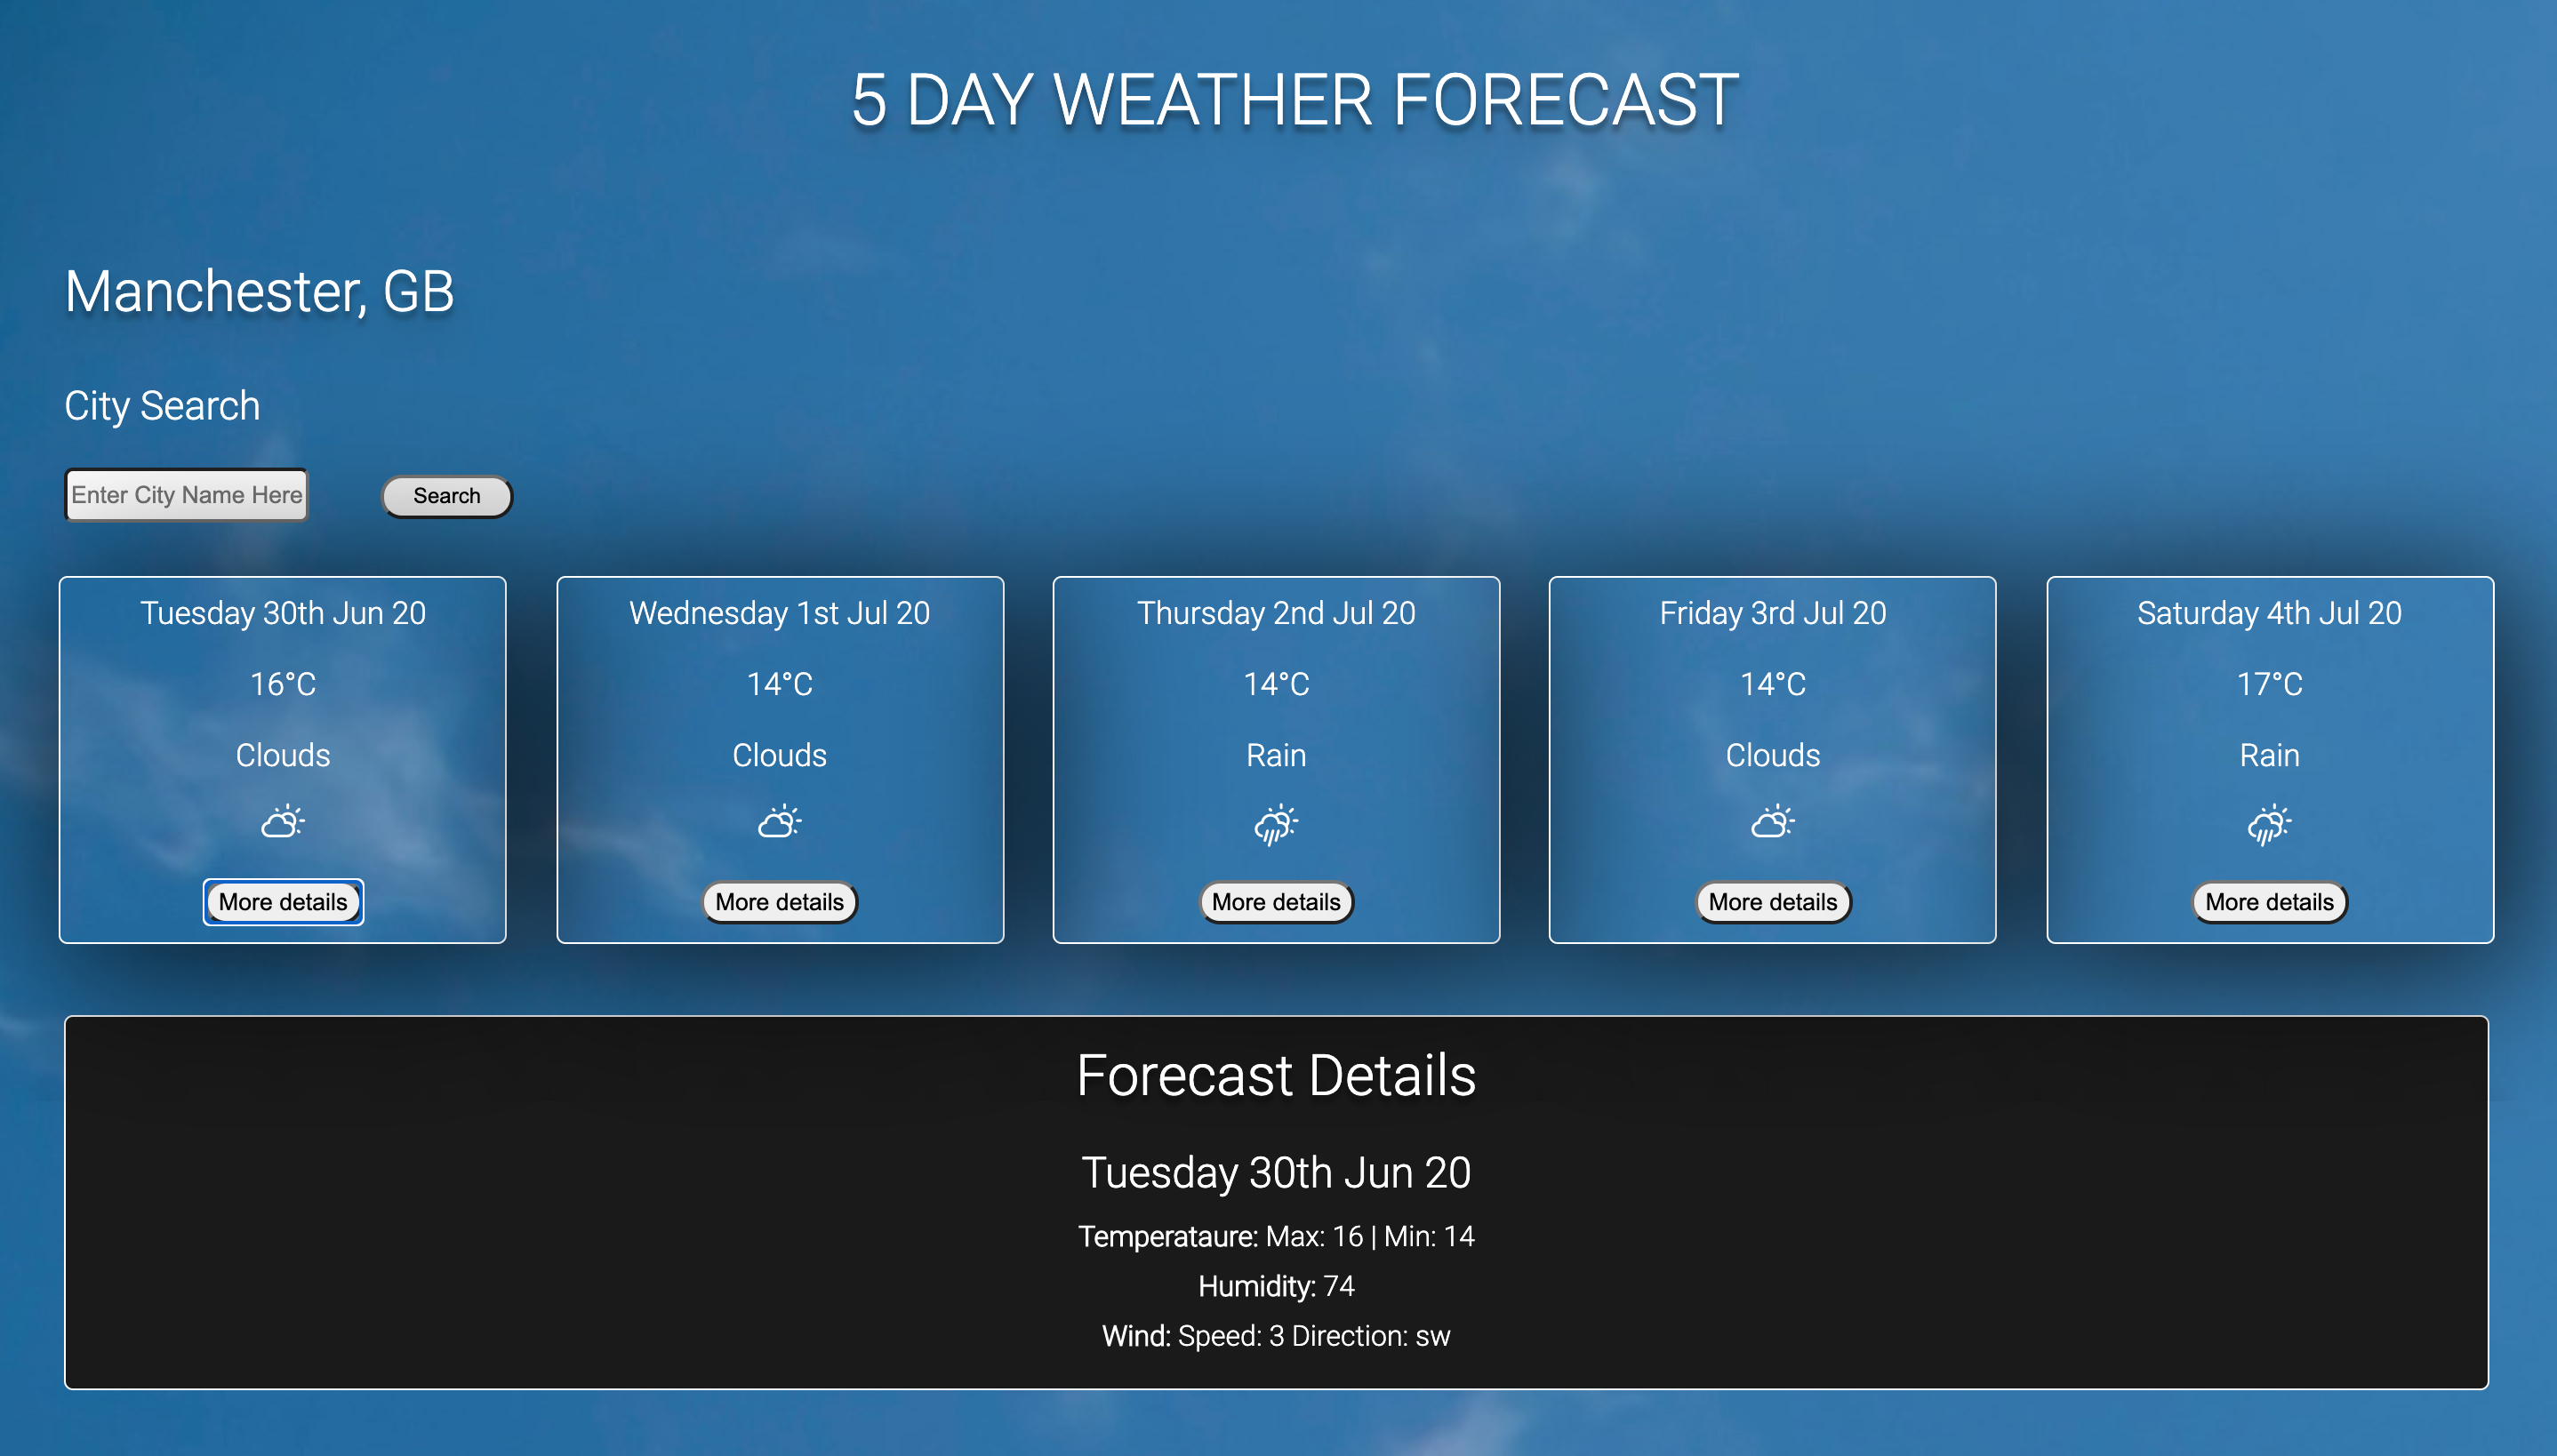 5 DAY WEATHER FORECAST
Manchester, GB
City Search
Enter City Name Here
Search
Tuesday 30th Jun 20
16°C
Clouds
More details
Wednesday 1st Jul 20
14°C
Clouds
More details
Thursday 2nd Jul 20
14°C
Rain
More details
Friday 3rd Jul 20
14°C
Clouds
More details
Saturday 4th Jul 20
17°C
Rain
More details
Forecast Details
Tuesday 30th Jun 20
Temperataure: Max: 16 | Min: 14
Humidity: 74
Wind: Speed: 3 Direction: sw